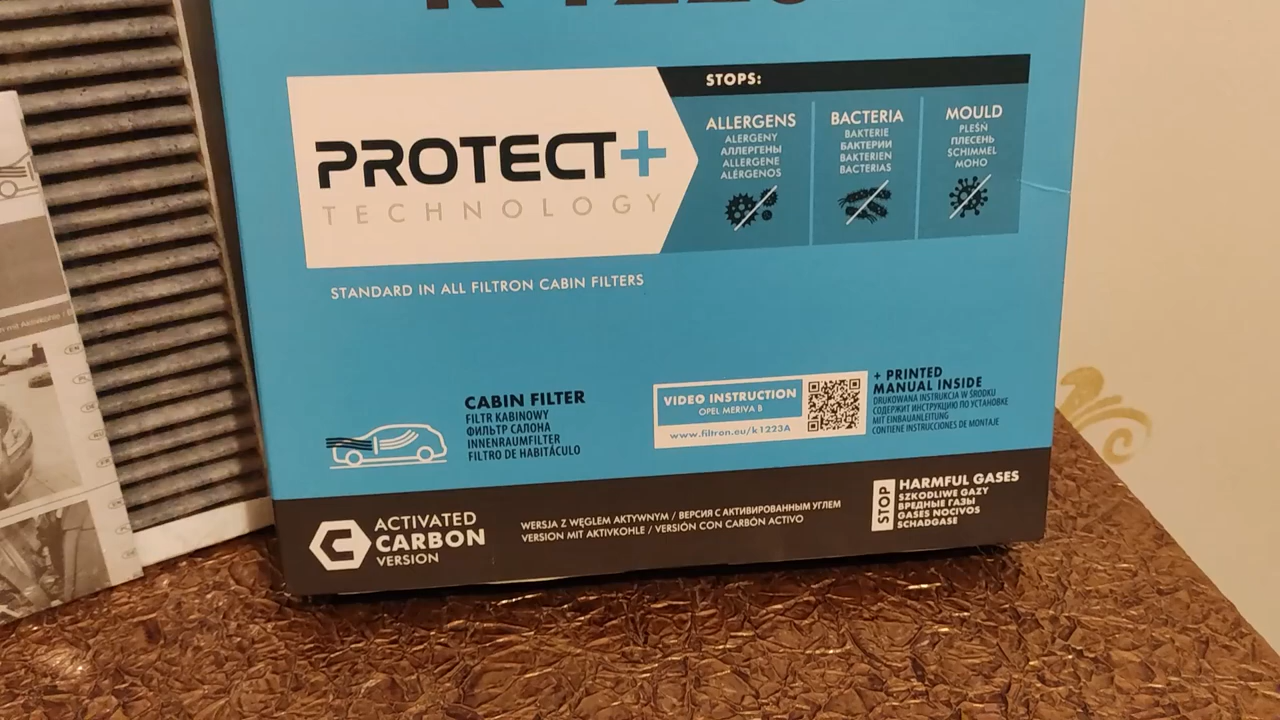 PROTECT+
TECHNOLOGY
STOPS:
ALLERGENS
ALERGENY
АЛЛЕРГЕНЫ
ALLERGENE
ALÉRGENOS
BACTERIA
BAKTERIE
БАКТЕРИИ
BAKTERIEN
BACTERIAS
MOULD
PLEŚŃ
ПЛЕСЕНЬ
SCHIMMEL
MOHO
STANDARD IN ALL FILTRON CABIN FILTERS
CABIN FILTER
FILTR KABINOWY
ФИЛЬТР САЛОНА
INNENRAUMFILTER
FILTRO DE HABITÁCULO
VIDEO INSTRUCTION
OPEL MERIVA B
www.filtron.eu/k1223A
+ PRINTED
MANUAL INSIDE
DRUKOWANA INSTRUKCJA W ŚRODKU
СОДЕРЖИТ ИНСТРУКЦИЮ ПО УСТАНОВКЕ
MIT EINBAUANLEITUNG
CONTIENE INSTRUCCIONES DE MONTAJE
ACTIVATED
CARBON
VERSION
WERSJA Z WĘGLEM AKTYWNYM / ВЕРСИЯ С АКТИВИРОВАННЫМ УГЛЕМ
VERSION MIT AKTIVKOHLE / VERSIÓN CON CARBÓN ACTIVO
STOP
HARMFUL GASES
SZKODLIWE GAZY
ВРЕДНЫЕ ГАЗЫ
GASES NOCIVOS
SCHADGASE
mit Aktivkohle